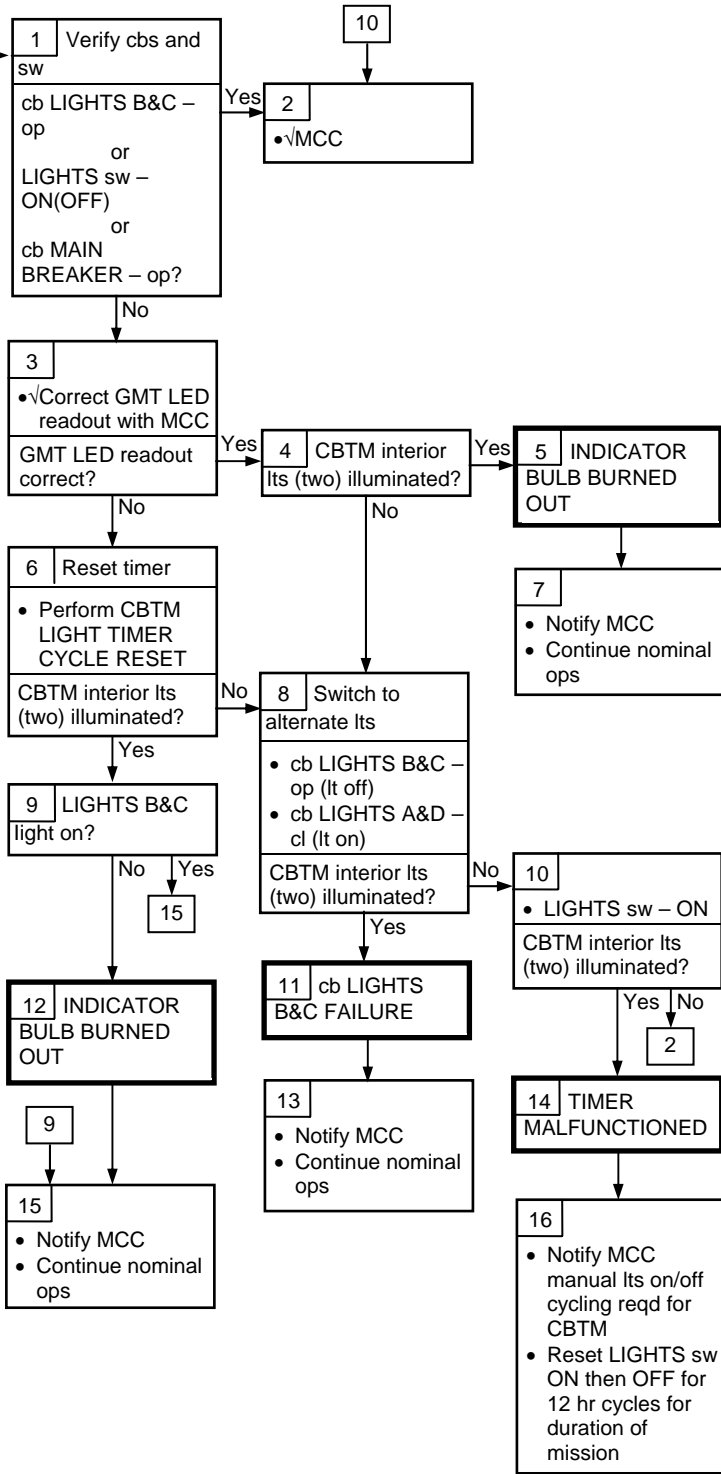 1 Verify cbs and
sw
cb LIGHTS B&C –
op
or
LIGHTS sw –
ON(OFF)
or
cb MAIN
BREAKER – op?
Yes
No
10
2
•√MCC
3
•√Correct GMT LED
readout with MCC
GMT LED readout
correct?
Yes
No
4 CBTM interior
lts (two) illuminated?
Yes
No
5 INDICATOR
BULB BURNED
OUT
6 Reset timer
• Perform CBTM
LIGHT TIMER
CYCLE RESET
CBTM interior lts
(two) illuminated?
No
Yes
7
• Notify MCC
• Continue nominal
ops
8 Switch to
alternate lts
• cb LIGHTS B&C –
op (lt off)
• cb LIGHTS A&D –
cl (lt on)
CBTM interior lts
(two) illuminated?
No
Yes
9 LIGHTS B&C
light on?
No
Yes
15
10
• LIGHTS sw – ON
CBTM interior lts
(two) illuminated?
Yes
No
2
11 cb LIGHTS
B&C FAILURE
12 INDICATOR
BULB BURNED
OUT
13
• Notify MCC
• Continue nominal
ops
14 TIMER
MALFUNCTIONED
9
15
• Notify MCC
• Continue nominal
ops
16
• Notify MCC
manual lts on/off
cycling reqd for
CBTM
• Reset LIGHTS sw
ON then OFF for
12 hr cycles for
duration of
mission